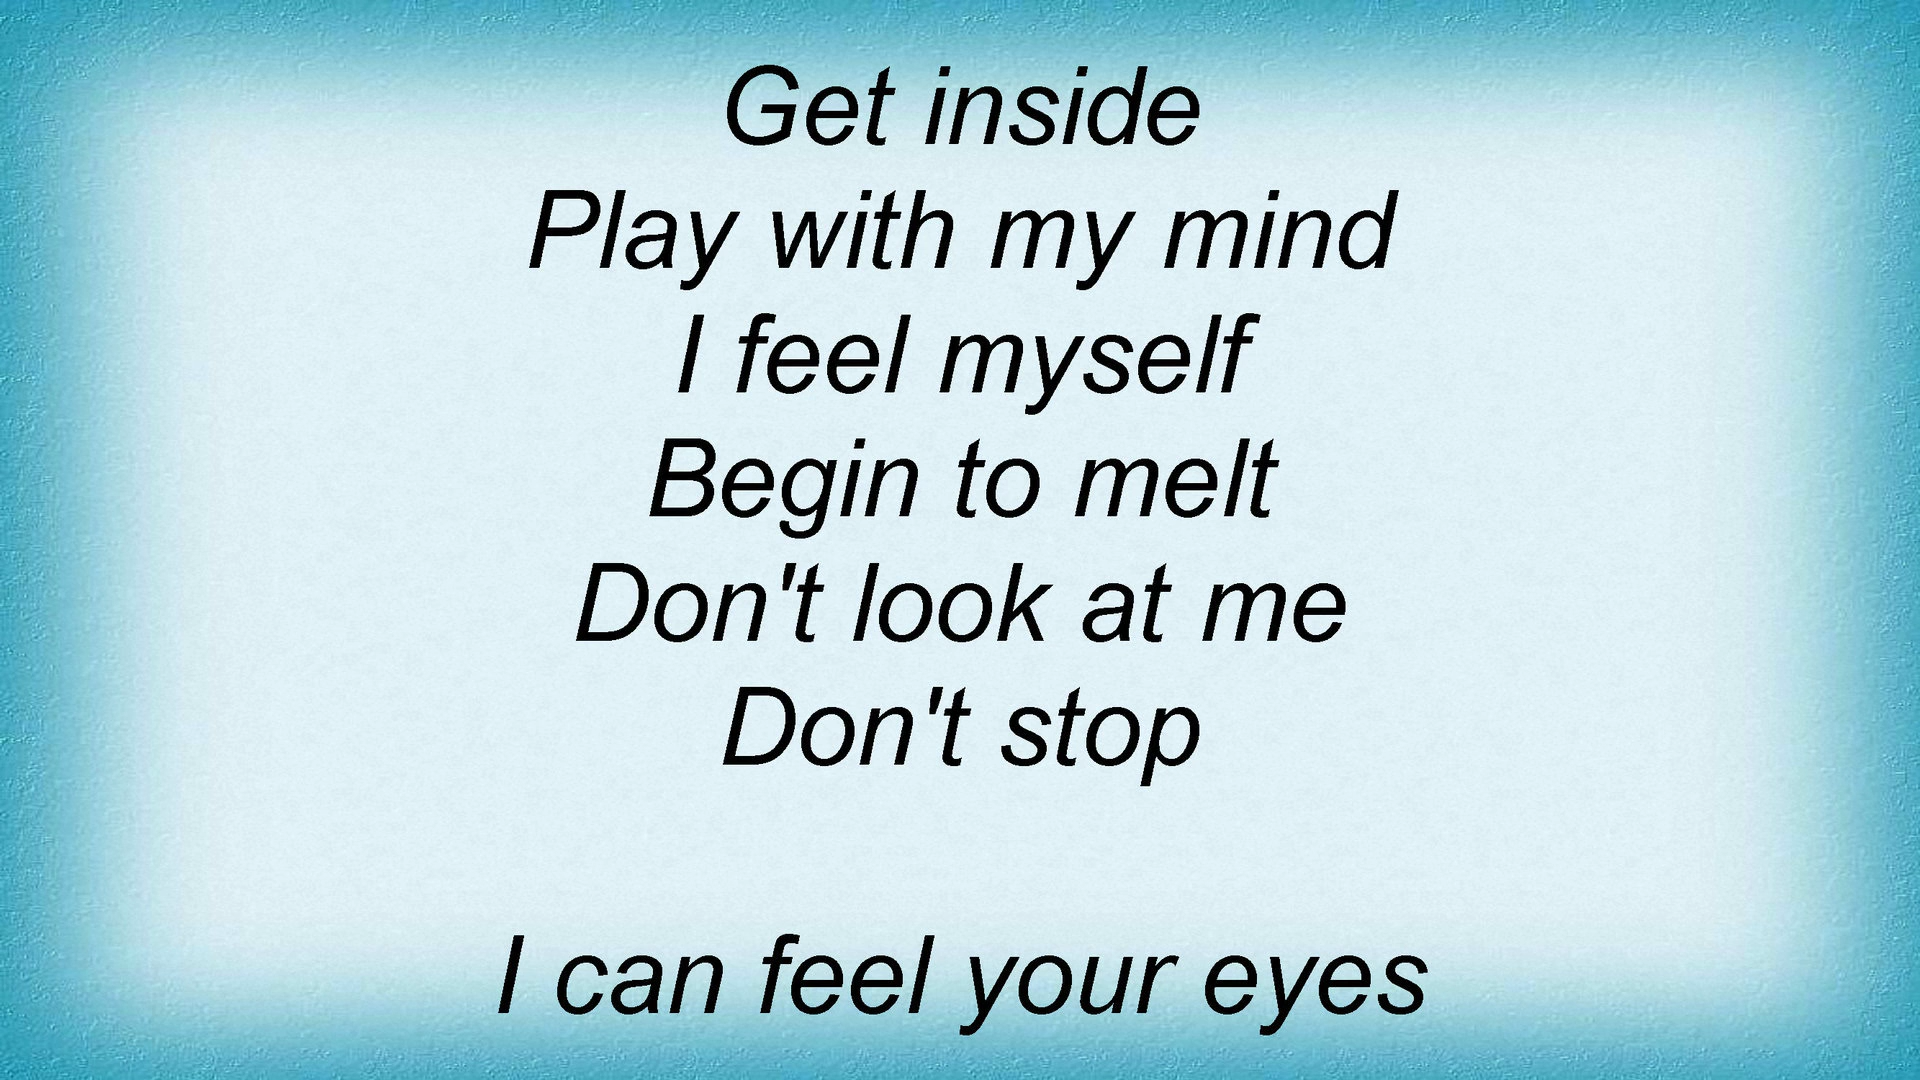 Get inside
Play with my mind
I feel myself
Begin to melt
Don't look at me
Don't stop
I can feel your eyes